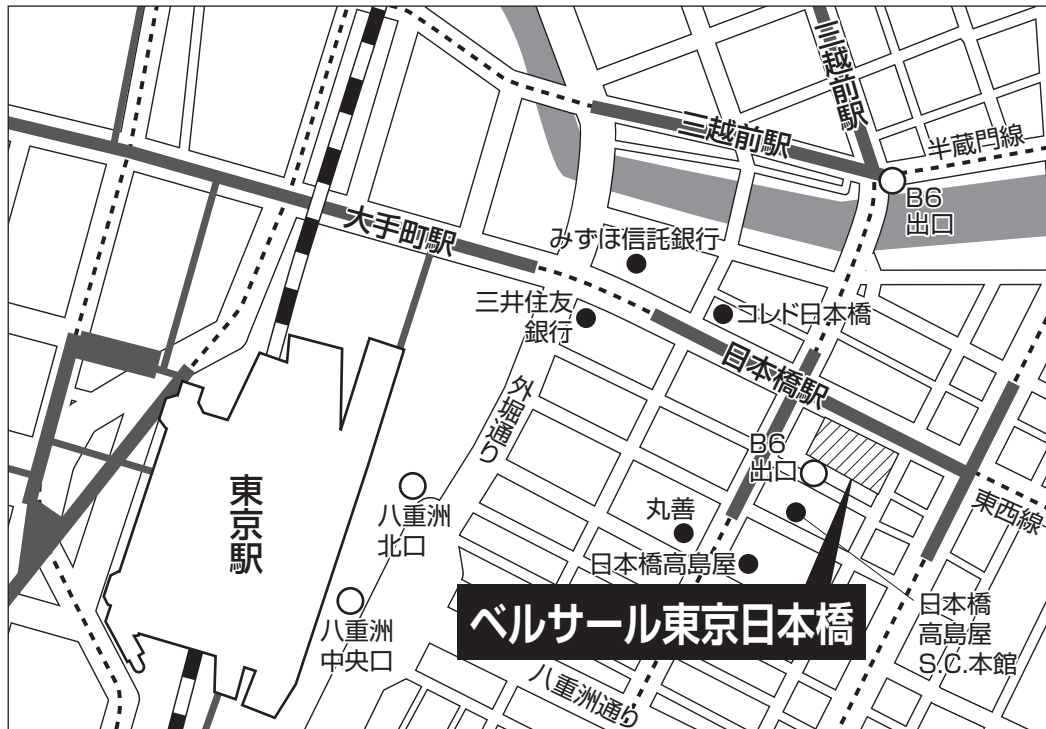 三越前駅
三越前駅
半蔵門線
B6
出口
大手町駅
みずほ信託銀行
三井住友
銀行
コレド日本橋
日本橋駅
外堀通り
B6
出口
東京駅
八重洲
北口
丸善
東西線
日本橋高島屋
八重洲
中央口
ベルサール東京日本橋
日本橋
高島屋
S.C.本館
八重洲通り